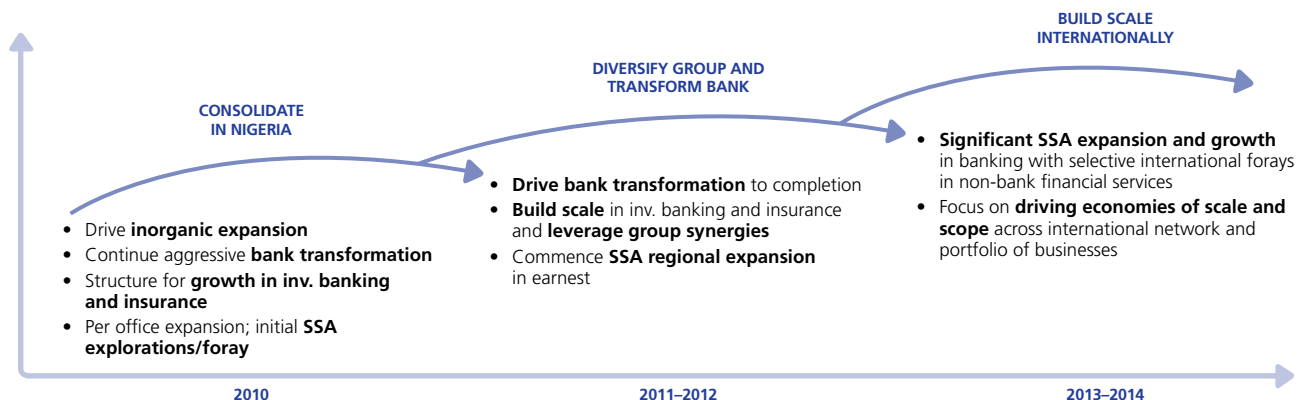 CONSOLIDATE
IN NIGERIA
• Drive inorganic expansion
• Continue aggressive bank transformation
• Structure for growth in inv. banking
and insurance
• Per office expansion; initial SSA
explorations/foray
2010
DIVERSIFY GROUP AND
TRANSFORM BANK
• Drive bank transformation to completion
• Build scale in inv. banking and insurance
and leverage group synergies
• Commence SSA regional expansion
in earnest
2011–2012
BUILD SCALE
INTERNATIONALLY
• Significant SSA expansion and growth
in banking with selective international forays
in non-bank financial services
• Focus on driving economies of scale and
scope across international network and
portfolio of businesses
2013–2014